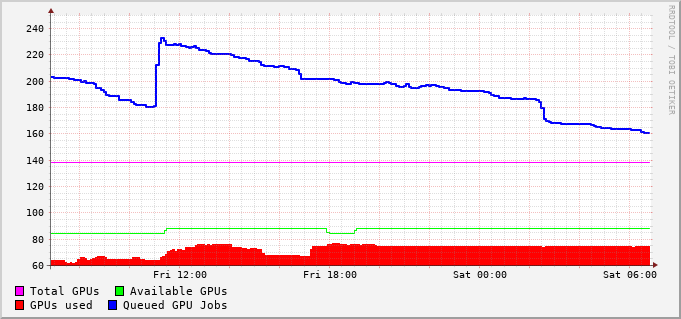 RRDTOOL / TOBI OETIKER
240
220
200
180
160
140
120
100
80
60
Fri 12:00 Fri 18:00 Sat 00:00 Sat 06:00
Total GPUs Available GPUs
GPUs used Queued GPU Jobs